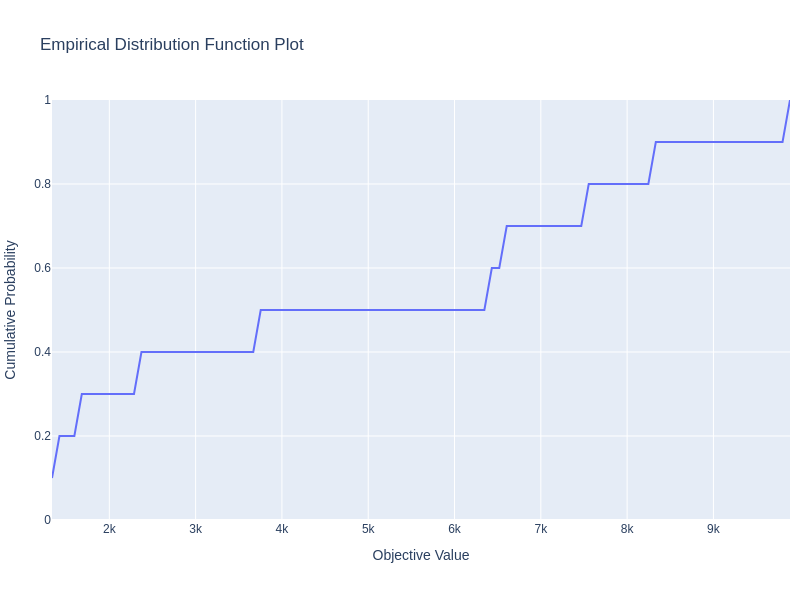 Empirical Distribution Function Plot
1
0.8
0.6
0.4
0.2
0
Cumulative Probability
2k 3k 4k 5k 6k 7k 8k 9k
Objective Value